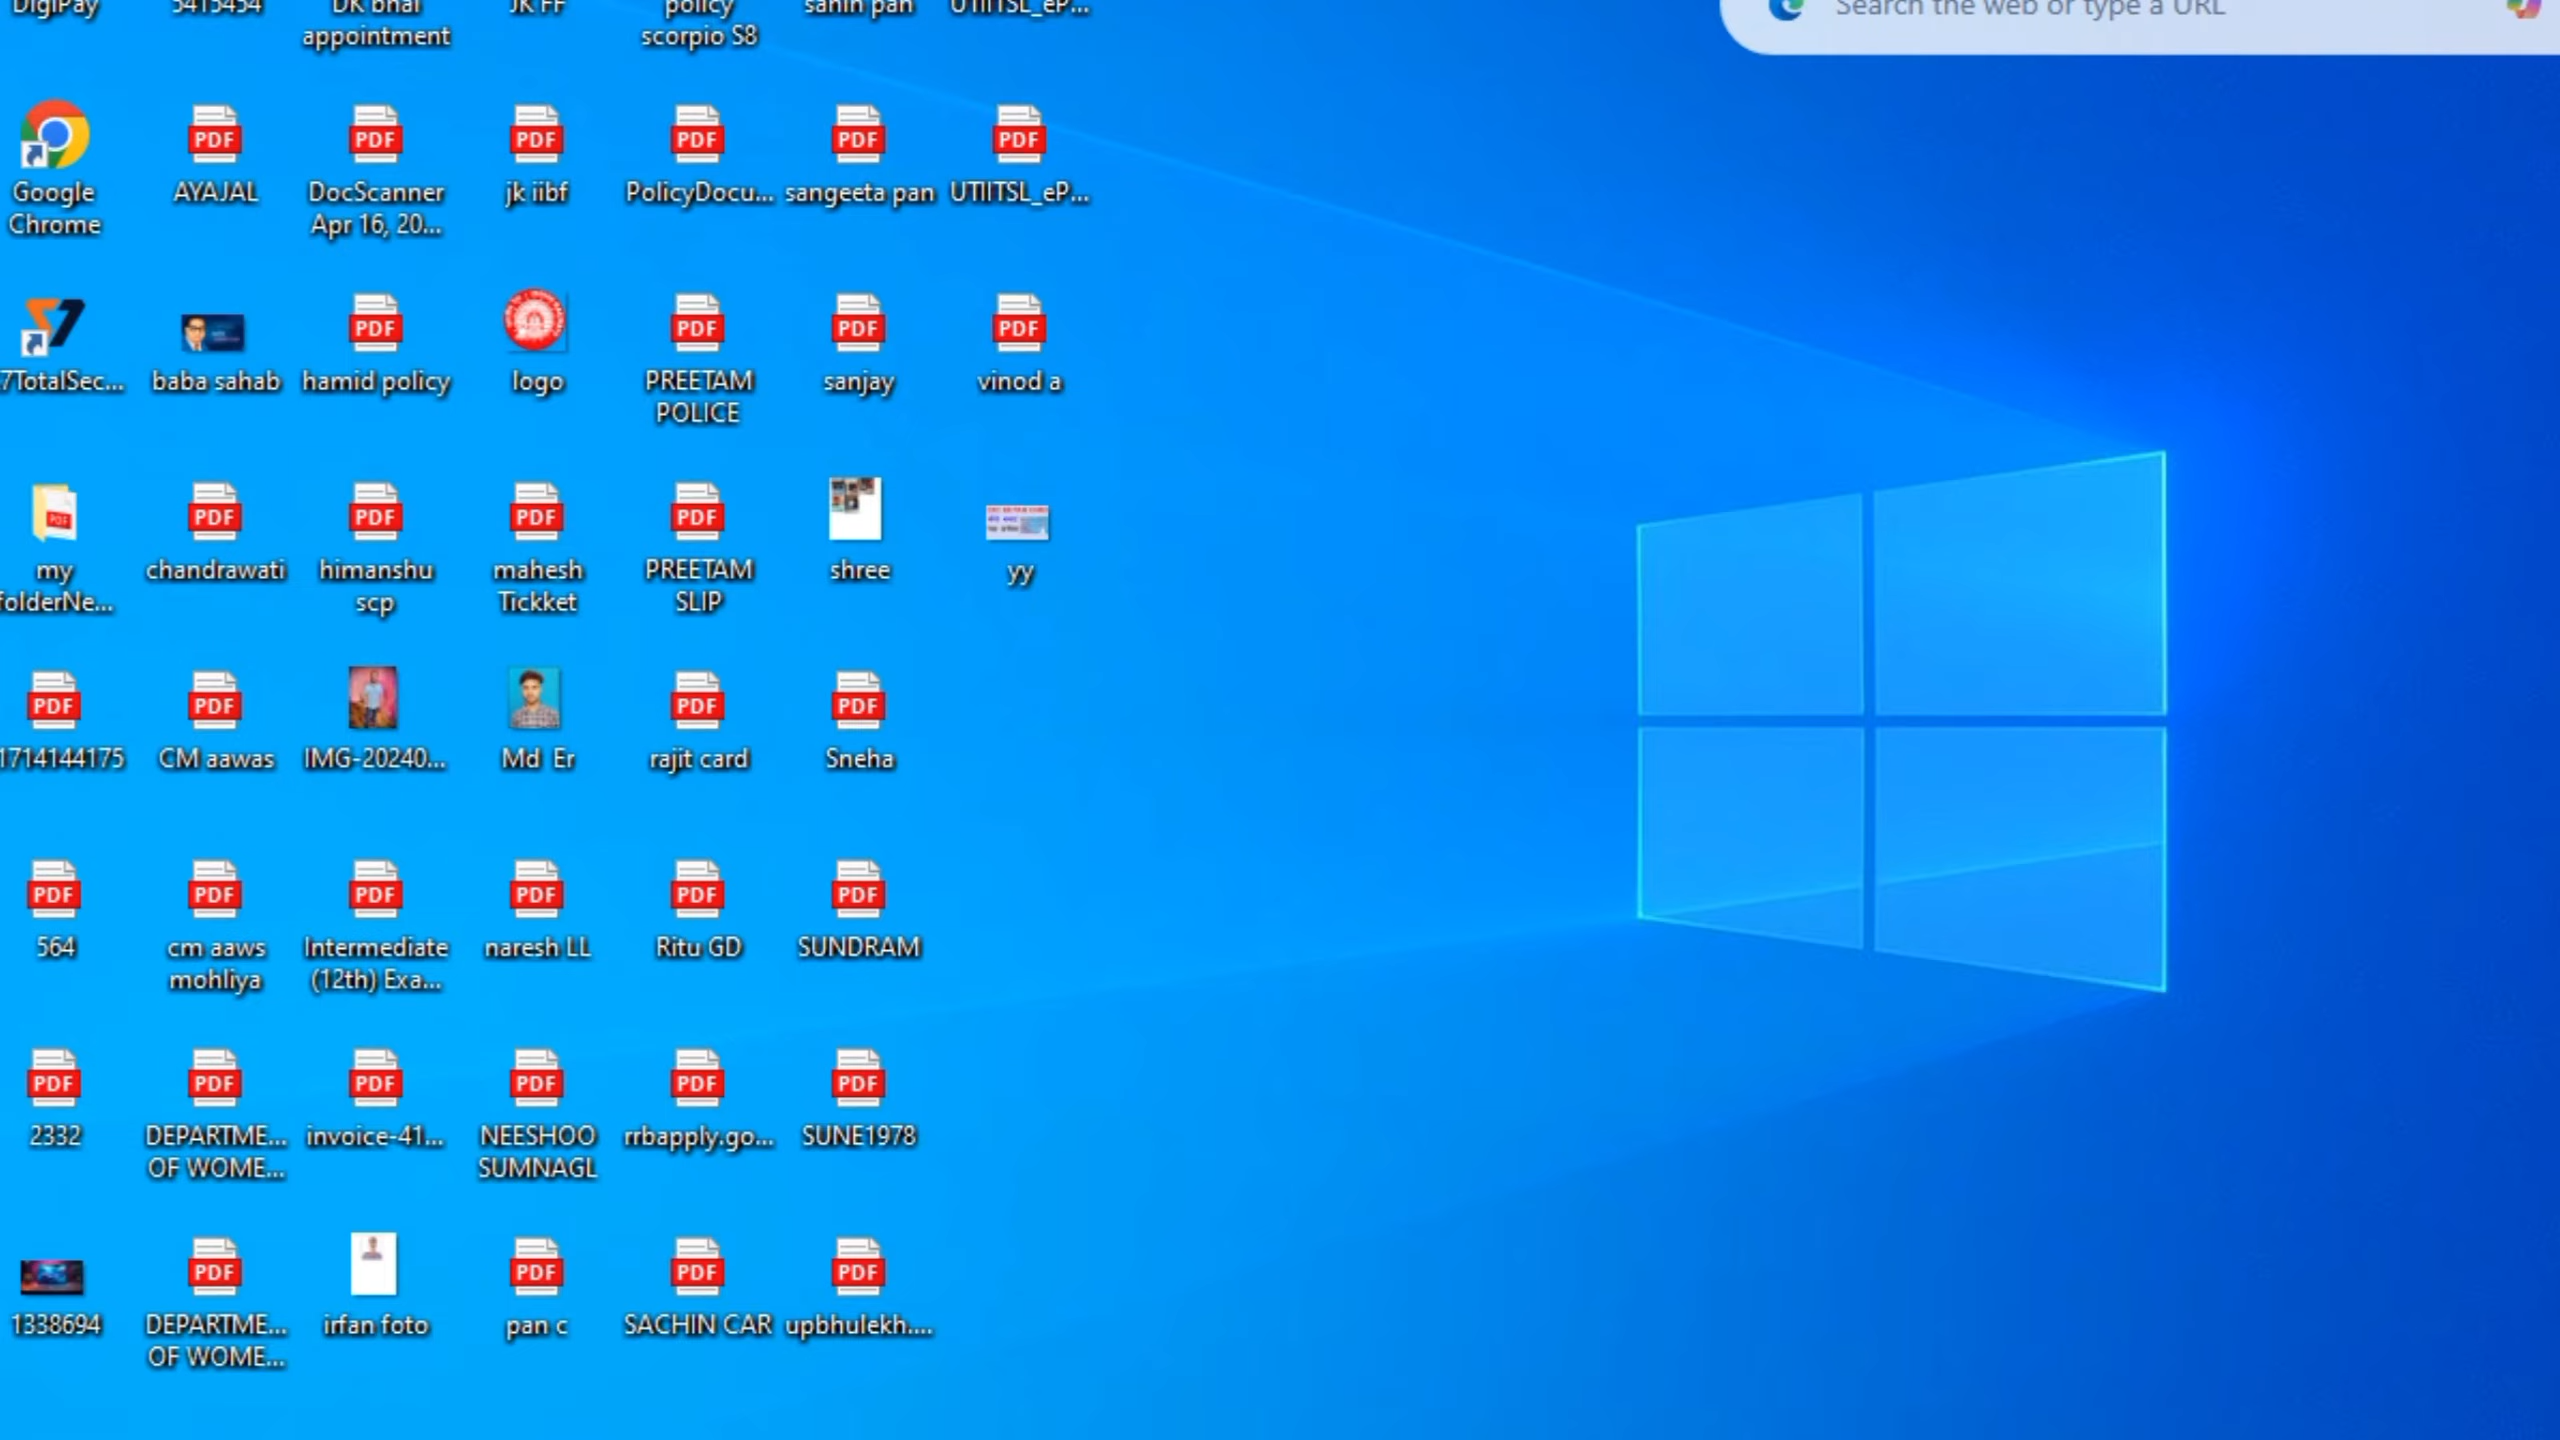 DigiPay
5415454
DK bhai
appointment
JK FF
policy
scorpio S8
sahin pan
UTIITSL_eP...
Search the web or type a URL
Google
Chrome
AYAJAL
DocScanner
Apr 16, 20...
jk iibf
PolicyDocu...
sangeeta pan
UTIITSL_eP...
7TotalSec...
baba sahab
hamid policy
logo
PREETAM
POLICE
sanjay
vinod a
my
folderNe...
chandrawati
himanshu
scp
mahesh
Tickket
PREETAM
SLIP
shree
yy
1714144175
CM aawas
IMG-20240...
Md Er
rajit card
Sneha
564
cm aaws
mohliya
Intermediate
(12th) Exa...
naresh LL
Ritu GD
SUNDRAM
2332
DEPARTME...
OF WOME...
invoice-41...
NEESHOO
SUMNAGL
rrbapply.go...
SUNE1978
1338694
DEPARTME...
OF WOME...
irfan foto
pan c
SACHIN CAR
upbhulekh....